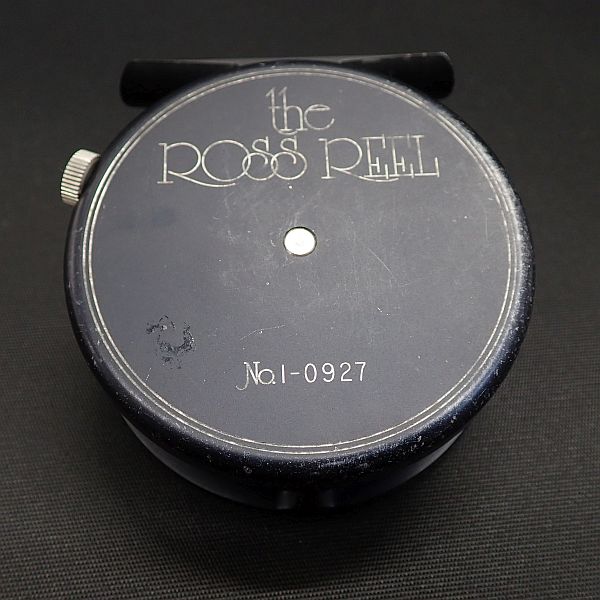 the
ROSS REEL
No.1-0927